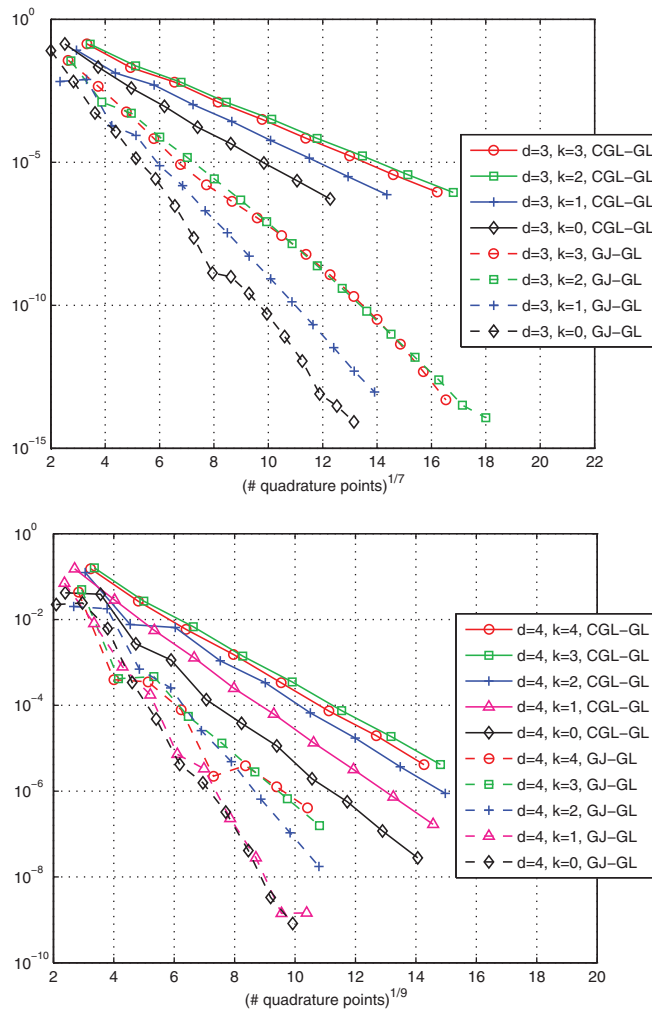 10^0
10^-5
10^-10
10^-15
2 4 6 8 10 12 14 16 18 20 22
(# quadrature points)^1/7
d=3, k=3, CGL-GL
d=3, k=2, CGL-GL
d=3, k=1, CGL-GL
d=3, k=0, CGL-GL
d=3, k=3, GJ-GL
d=3, k=2, GJ-GL
d=3, k=1, GJ-GL
d=3, k=0, GJ-GL
10^0
10^-2
10^-4
10^-6
10^-8
10^-10
2 4 6 8 10 12 14 16 18 20
(# quadrature points)^1/9
d=4, k=4, CGL-GL
d=4, k=3, CGL-GL
d=4, k=2, CGL-GL
d=4, k=1, CGL-GL
d=4, k=0, CGL-GL
d=4, k=4, GJ-GL
d=4, k=3, GJ-GL
d=4, k=2, GJ-GL
d=4, k=1, GJ-GL
d=4, k=0, GJ-GL